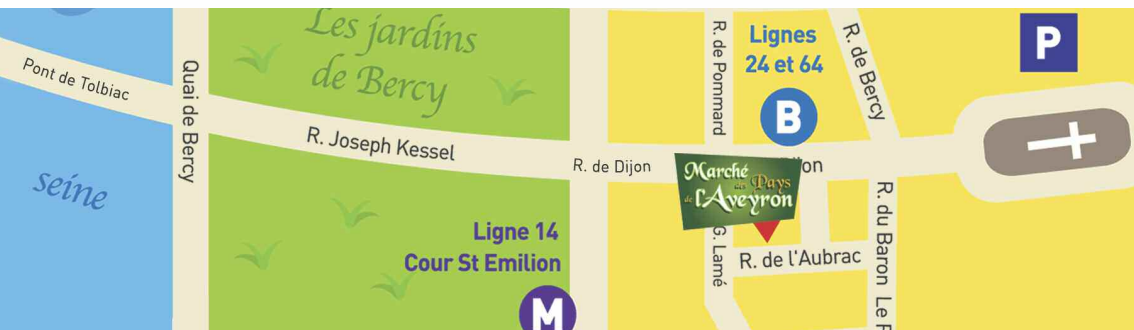 Les jardins
de Bercy
Lignes
24 et 64
P
R. de Pommard
R. de Bercy
B
Pont de Tolbiac
Quai de Bercy
R. Joseph Kessel
R. de Dijon
Marché
des Pays
de l'Aveyron
seine
Ligne 14
Cour St Emilion
M
G. Lamé
R. de l'Aubrac
R. du Baron Le